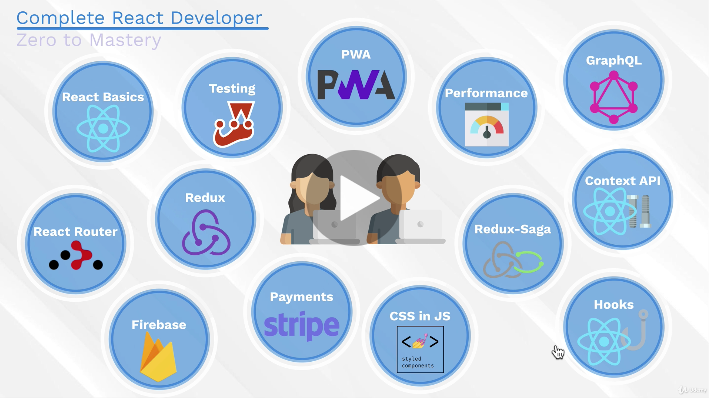 Complete React Developer
Zero to Mastery
PWA
PWA
GraphQL
React Basics
Testing
Performance
Context API
Redux
React Router
Redux-Saga
Payments
stripe
Hooks
Firebase
CSS in JS
< >
styled
components